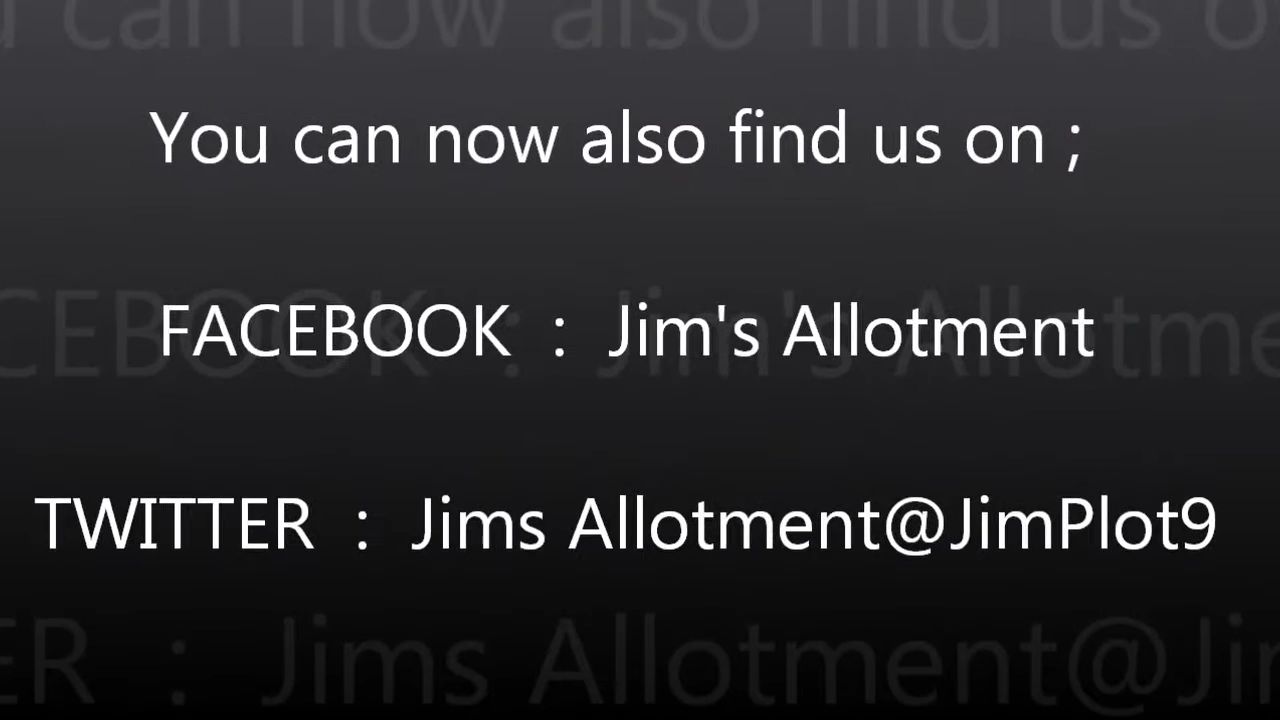 You can now also find us on ;
FACEBOOK : Jim's Allotment
TWITTER : Jims Allotment@JimPlot9